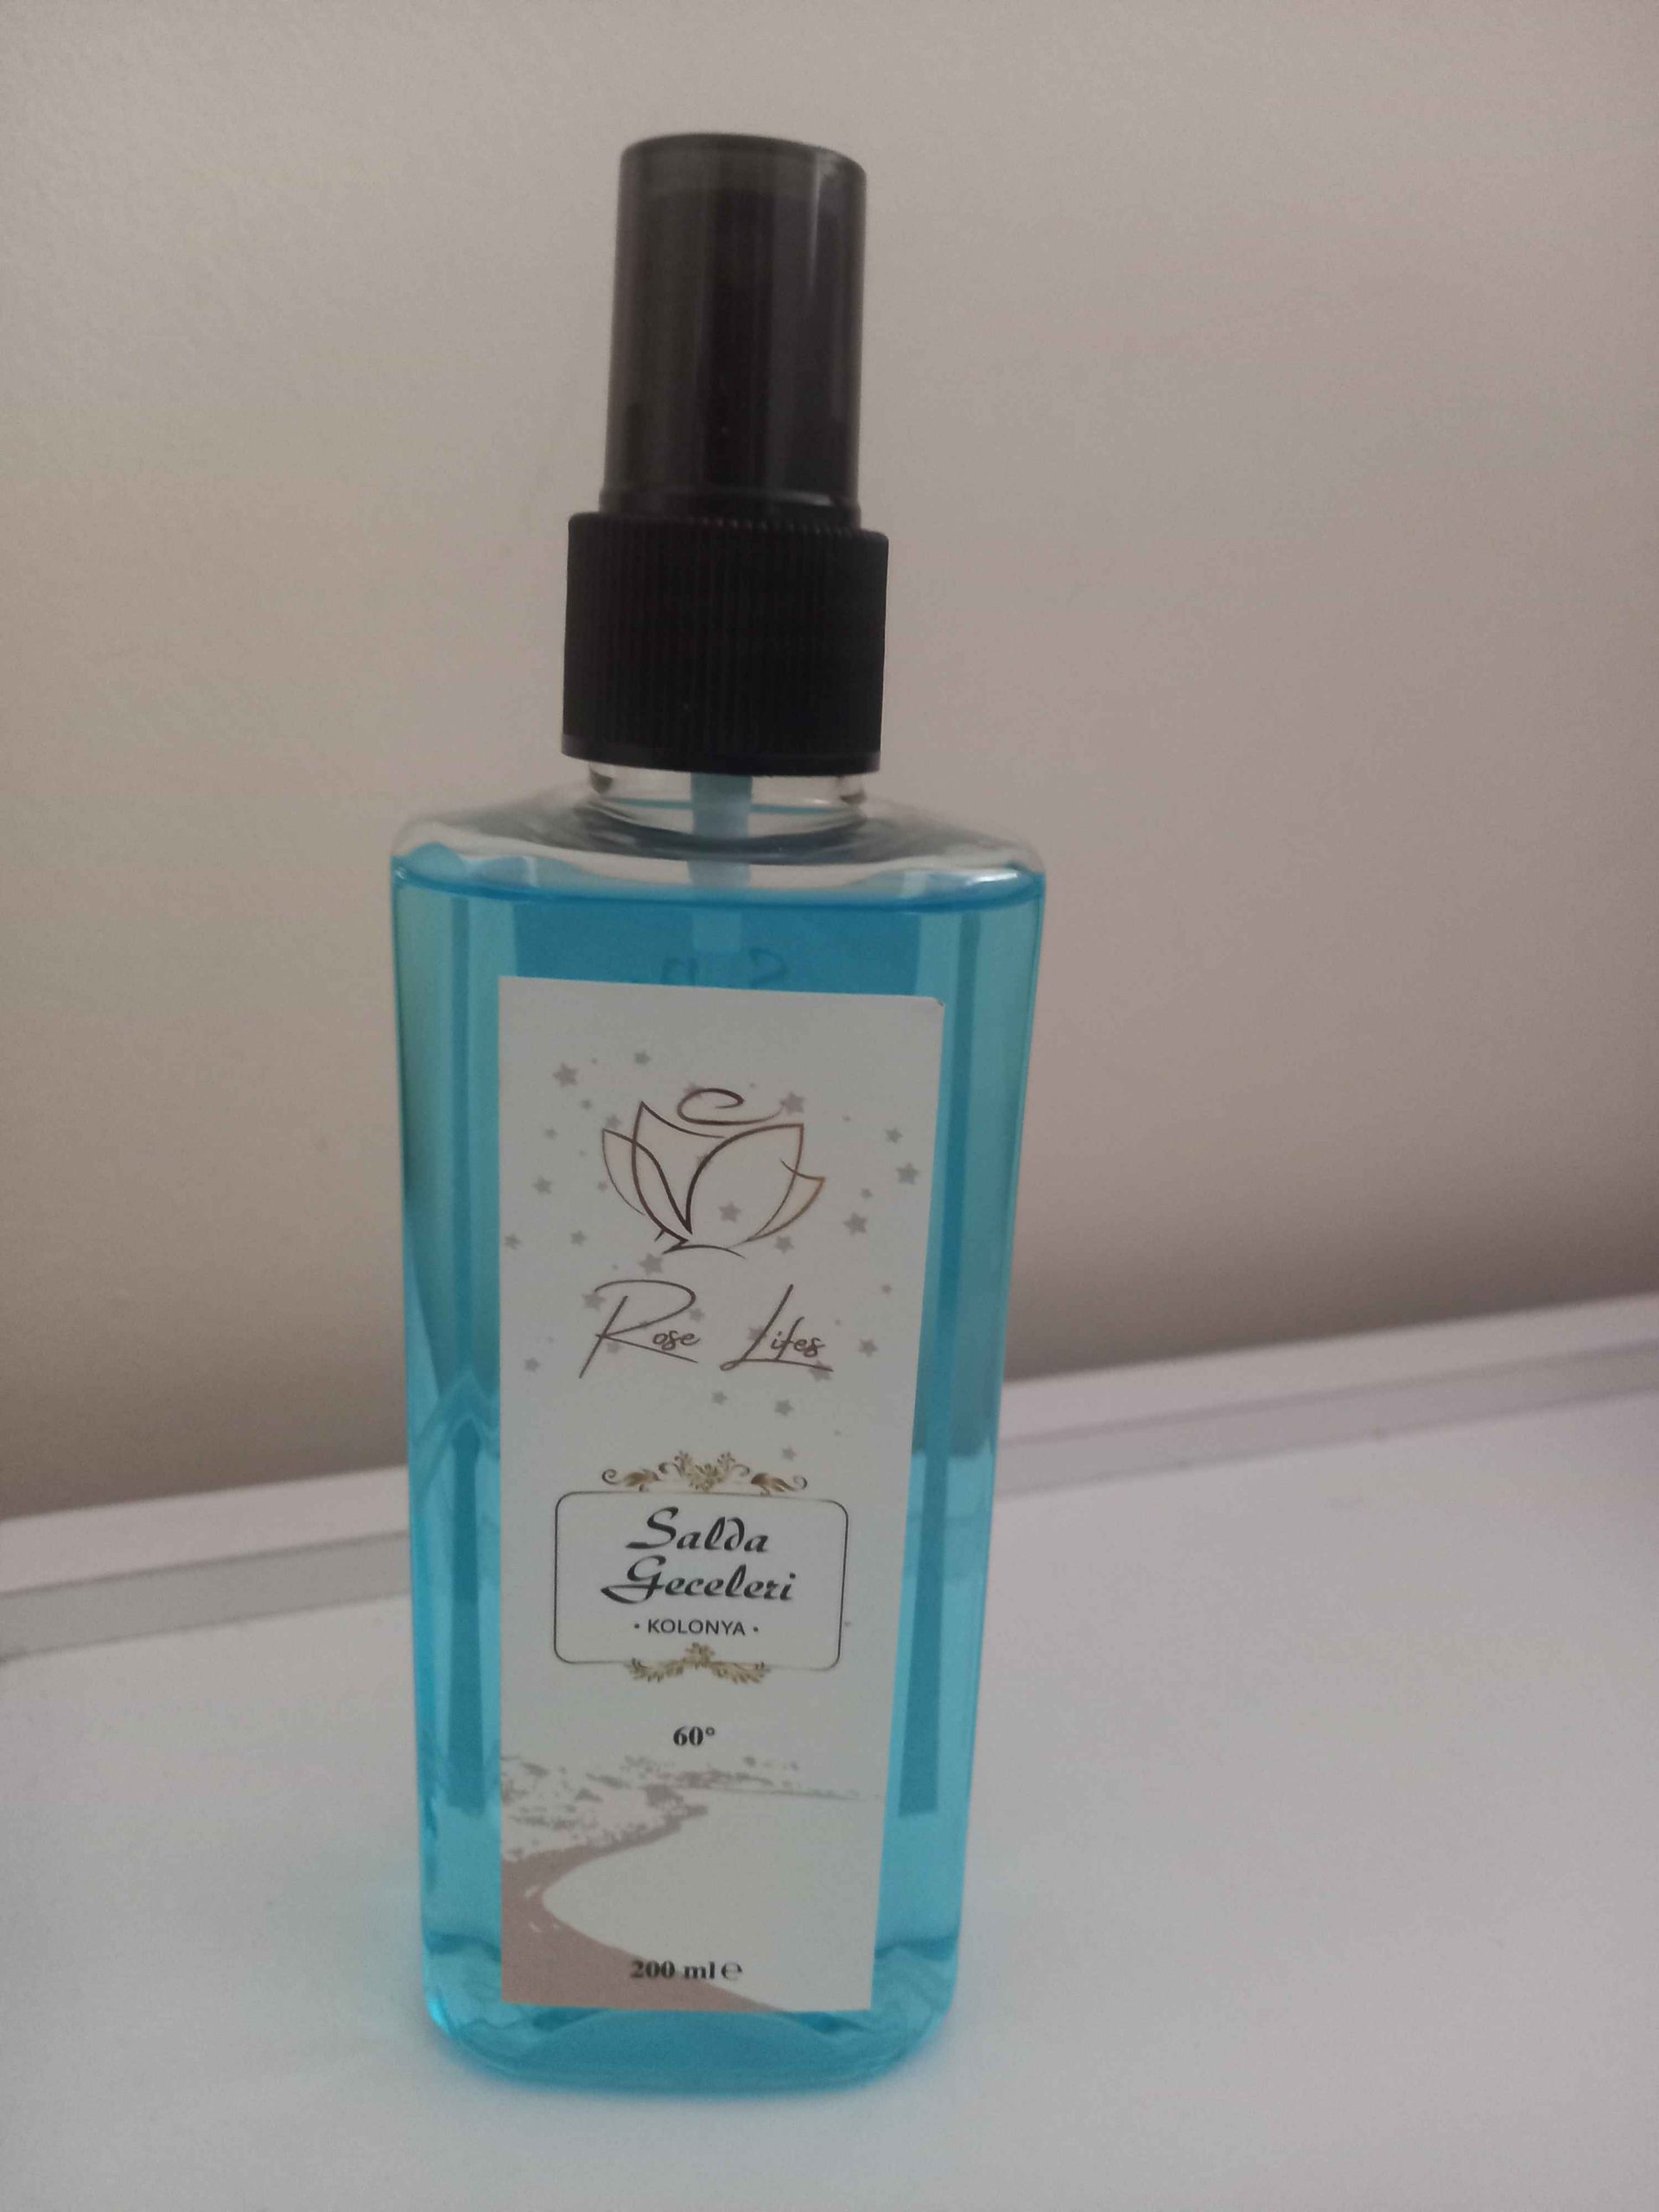 Rose Lifes
Salda
Geceleri
• KOLONYA •
60°
200 ml ℮